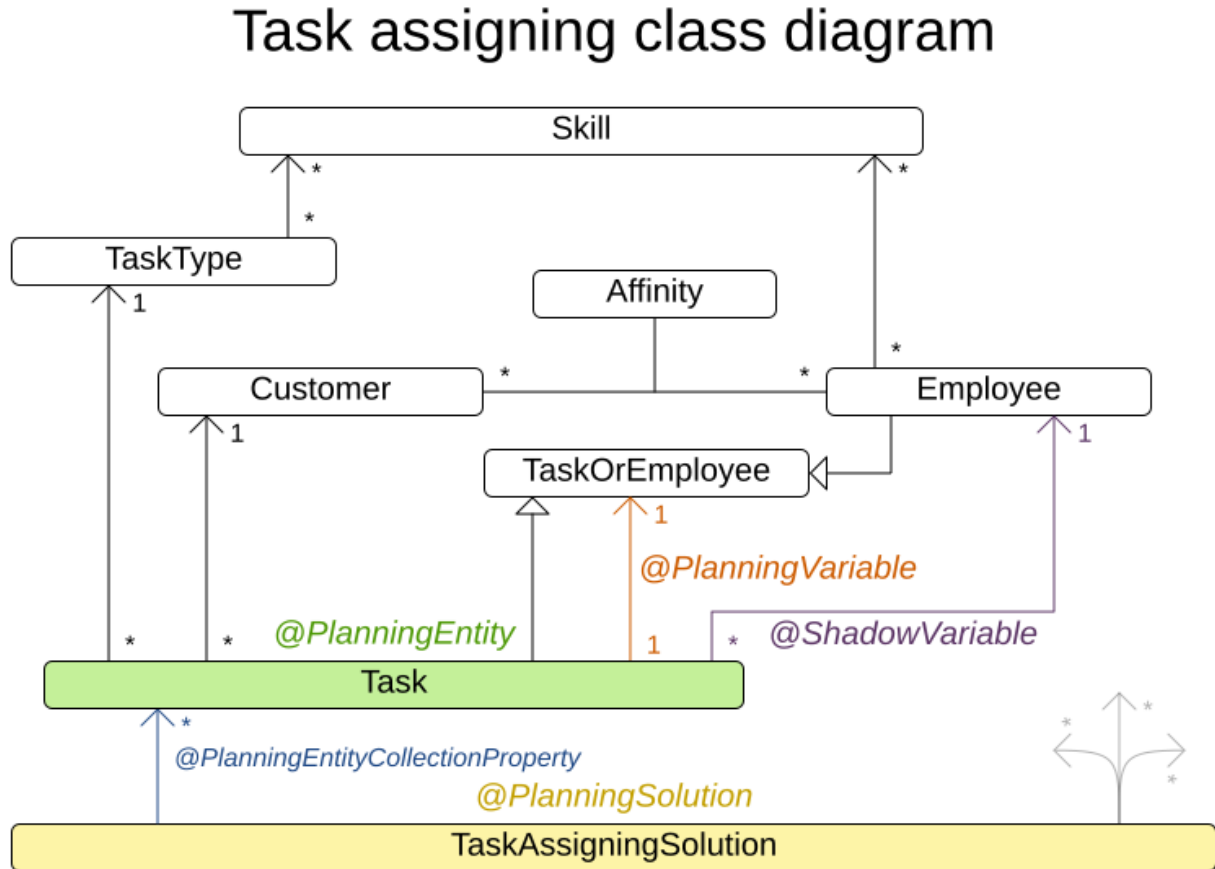 Task assigning class diagram
Skill
*
*
*
TaskType
1
Affinity
*
Customer
*
*
Employee
1
1
TaskOrEmployee
1
@PlanningVariable
@PlanningEntity
*
*
1
*
@ShadowVariable
Task
*
*
*
@PlanningEntityCollectionProperty
*
@PlanningSolution
TaskAssigningSolution